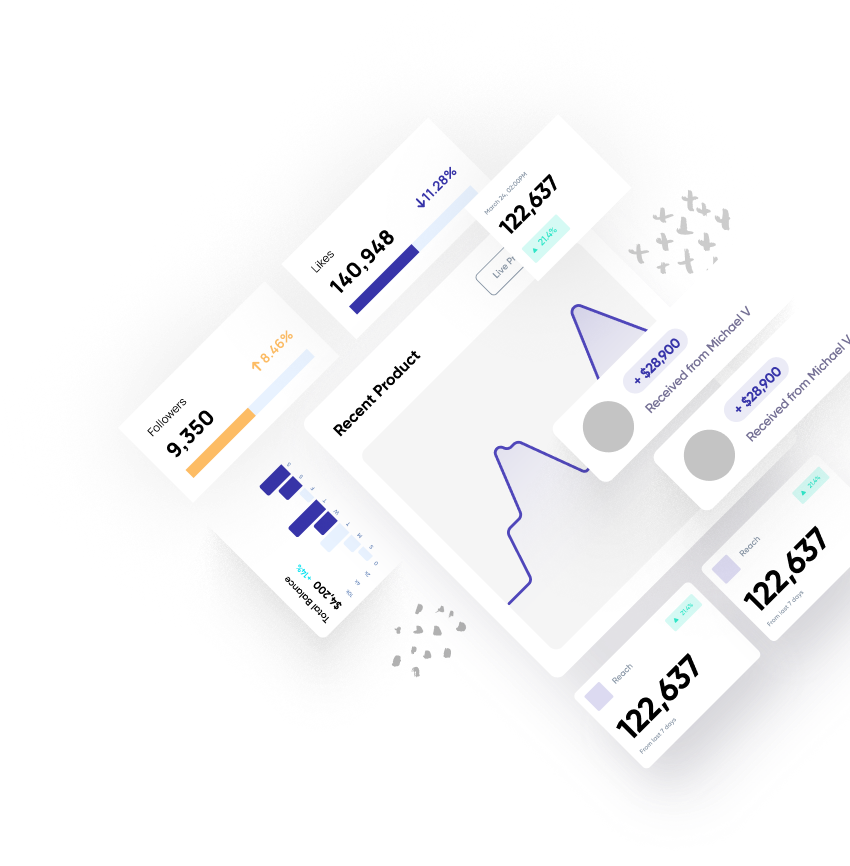 Likes
140,948
11.28%
March 24, 02:00PM
122,637
21.4%
Followers
9,350
8.46%
Recent Product
Live Pr
+ $28,900
Received from Michael V
+ $28,900
Received from Michael V
Total Balance
$4,200
+14%
S M T W T F S
Reach
21.4%
122,637
From last 7 days
Reach
21.4%
122,637
From last 7 days